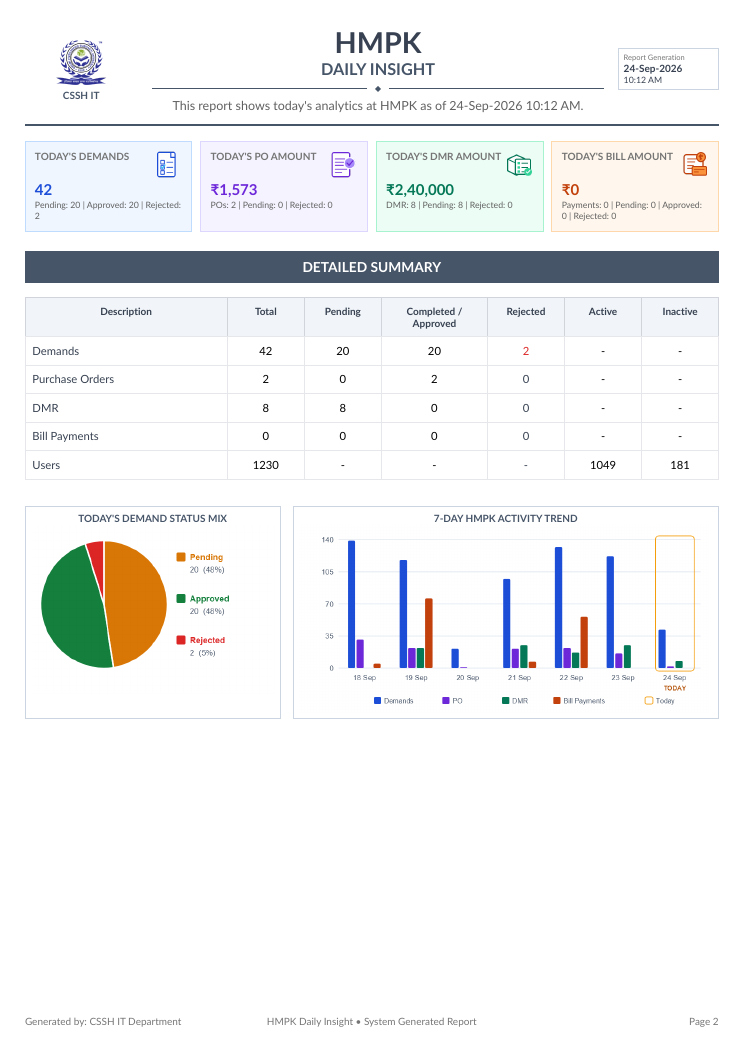 HMPK
DAILY INSIGHT
CSSH IT
Report Generation
24-Sep-2026
10:12 AM
This report shows today's analytics at HMPK as of 24-Sep-2026 10:12 AM.
TODAY'S DEMANDS
42
Pending: 20 | Approved: 20 | Rejected:
2
TODAY'S PO AMOUNT
₹1,573
POs: 2 | Pending: 0 | Rejected: 0
TODAY'S DMR AMOUNT
₹2,40,000
DMR: 8 | Pending: 8 | Rejected: 0
TODAY'S BILL AMOUNT
₹0
Payments: 0 | Pending: 0 | Approved:
0 | Rejected: 0
DETAILED SUMMARY
Description Total Pending Completed / Approved Rejected Active Inactive
Demands 42 20 20 2 - -
Purchase Orders 2 0 2 0 - -
DMR 8 8 0 0 - -
Bill Payments 0 0 0 0 - -
Users 1230 - - - 1049 181
TODAY'S DEMAND STATUS MIX
Pending
20 (48%)
Approved
20 (48%)
Rejected
2 (5%)
7-DAY HMPK ACTIVITY TREND
140
105
70
35
0
18 Sep 19 Sep 20 Sep 21 Sep 22 Sep 23 Sep 24 Sep
TODAY
Demands PO DMR Bill Payments Today
Generated by: CSSH IT Department HMPK Daily Insight • System Generated Report Page 2